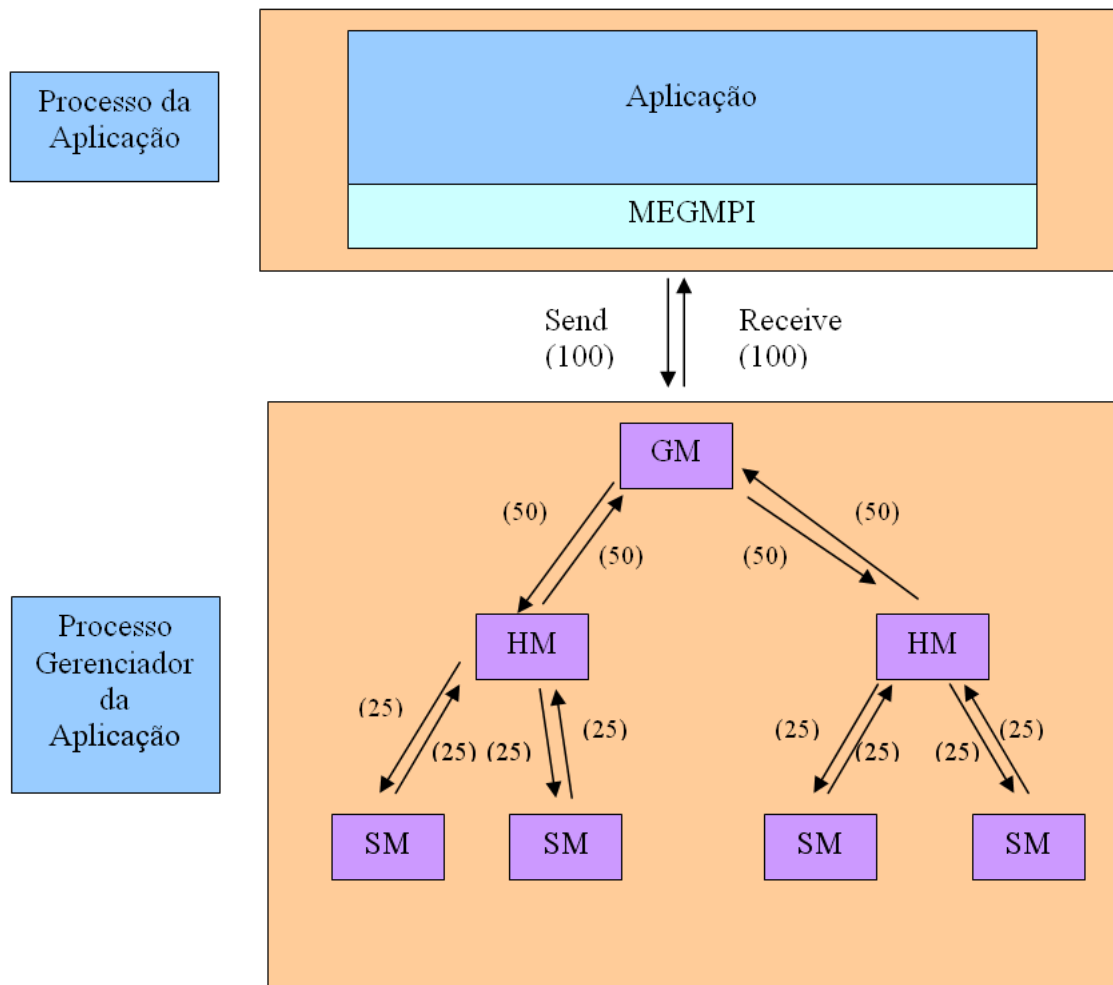 Processo da
Aplicação
Aplicação
MEGMPI
Send
(100)
Receive
(100)
GM
(50)
(50)
(50)
(50)
Processo
Gerenciador
da
Aplicação
HM
HM
(25)
(25)
(25)
(25)
(25)
(25)
(25)
(25)
SM
SM
SM
SM